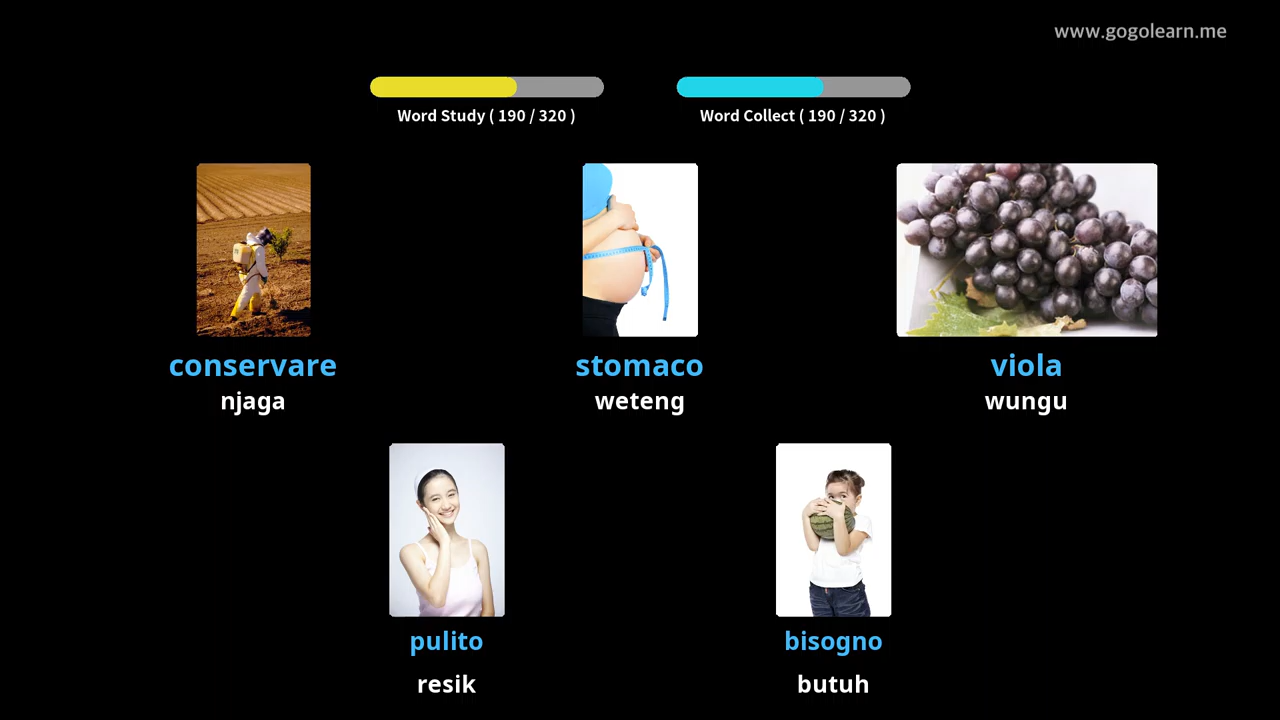 www.gogolearn.me
Word Study ( 190 / 320 )
Word Collect ( 190 / 320 )
conservare
njaga
stomaco
weteng
viola
wungu
pulito
resik
bisogno
butuh